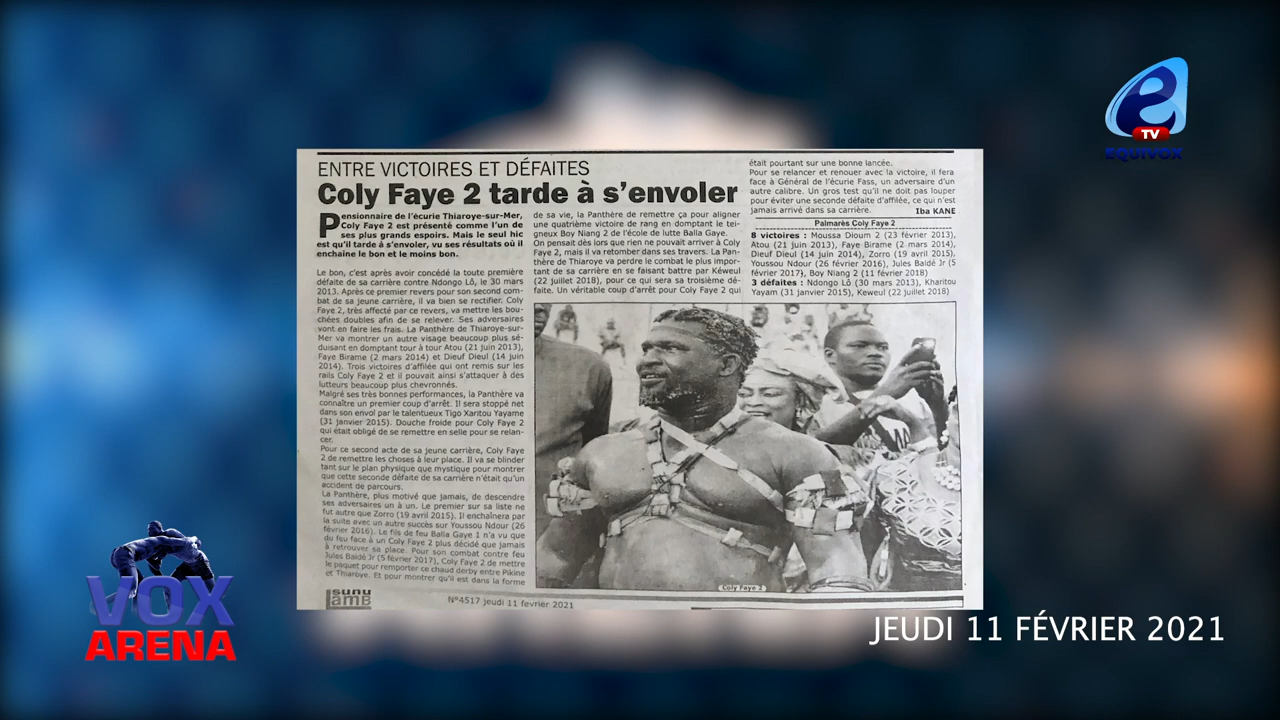 e
TV
EQUIVOX
ENTRE VICTOIRES ET DÉFAITES
Coly Faye 2 tarde à s’envoler
Pensionnaire de l’écurie Thiaroye-sur-Mer,
Coly Faye 2 est présenté comme l’un de
ses plus grands espoirs. Mais le seul hic
est qu’il tarde à s’envoler, vu ses résultats où il
enchaine le bon et le moins bon.
Le bon, c’est après avoir concédé la toute première
défaite de sa carrière contre Ndongo Lô, le 30 mars
2013. Après ce premier revers pour son second com-
bat de sa jeune carrière, il va bien se rectifier. Coly
Faye 2, très affecté par ce revers, va mettre les bou-
chées doubles afin de se relever. Ses adversaires
vont en faire les frais. La Panthère de Thiaroye-sur-
Mer va montrer un autre visage beaucoup plus sé-
duisant en domptant tour à tour Atou (21 juin 2013),
Faye Birame (2 mars 2014) et Dieuf Dieul (14 juin
2014). Trois victoires d’affilée qui ont remis sur les
rails Coly Faye 2 et il pouvait ainsi s’attaquer à des
lutteurs beaucoup plus chevronnés.
Malgré ses très bonnes performances, la Panthère va
connaître un premier coup d’arrêt. Il sera stoppé net
dans son envol par le talentueux Tigo Xaritou Yayame
(31 janvier 2015). Douche froide pour Coly Faye 2
qui était obligé de se remettre en selle pour se relan-
cer.
Pour ce second acte de sa jeune carrière, Coly Faye
2 de remettre les choses à leur place. Il va se blinder
tant sur le plan physique que mystique pour montrer
que cette seconde défaite de sa carrière n’était qu’un
accident de parcours.
La Panthère, plus motivé que jamais, de descendre
ses adversaires un à un. Le premier sur sa liste ne
fut autre que Zorro (19 avril 2015). Il enchaînera par
la suite avec un autre succès sur Youssou Ndour (26
février 2016). Le fils de feu Balla Gaye 1 n’a vu que
du feu face à un Coly Faye 2 plus décidé que jamais
à retrouver sa place. Pour son combat contre feu
Jules Baldé Jr (5 février 2017), Coly Faye 2 de mettre
le paquet pour remporter ce chaud derby entre Pikine
et Thiaroye. Et pour montrer qu’il est dans la forme
de sa vie, la Panthère de remettre ça pour aligner
une quatrième victoire de rang en domptant le tei-
gneux Boy Niang 2 de l’école de lutte Balla Gaye.
On pensait dès lors que rien ne pouvait arriver à Coly
Faye 2, mais il va retomber dans ses travers. La Pan-
thère de Thiaroye va perdre le combat le plus impor-
tant de sa carrière en se faisant battre par Kéweul
(22 juillet 2018), pour ce qui sera sa troisième dé-
faite. Un véritable coup d’arrêt pour Coly Faye 2 qui
était pourtant sur une bonne lancée.
Pour se relancer et renouer avec la victoire, il fera
face à Général de l’écurie Fass, un adversaire d’un
autre calibre. Un gros test qu’il ne doit pas louper
pour éviter une seconde défaite d’affilée, ce qui n’est
jamais arrivé dans sa carrière. Iba KANE
Palmarès Coly Faye 2
8 victoires : Moussa Dioum 2 (23 février 2013),
Atou (21 juin 2013), Faye Birame (2 mars 2014),
Dieuf Dieul (14 juin 2014), Zorro (19 avril 2015),
Youssou Ndour (26 février 2016), Jules Baldé Jr (5
février 2017), Boy Niang 2 (11 février 2018)
3 défaites : Ndongo Lô (30 mars 2013), Kharitou
Yayam (31 janvier 2015), Keweul (22 juillet 2018)
Coly Faye 2
sunu
Lamb
N°4517 jeudi 11 fevrier 2021
VOX
ARENA
JEUDI 11 FÉVRIER 2021